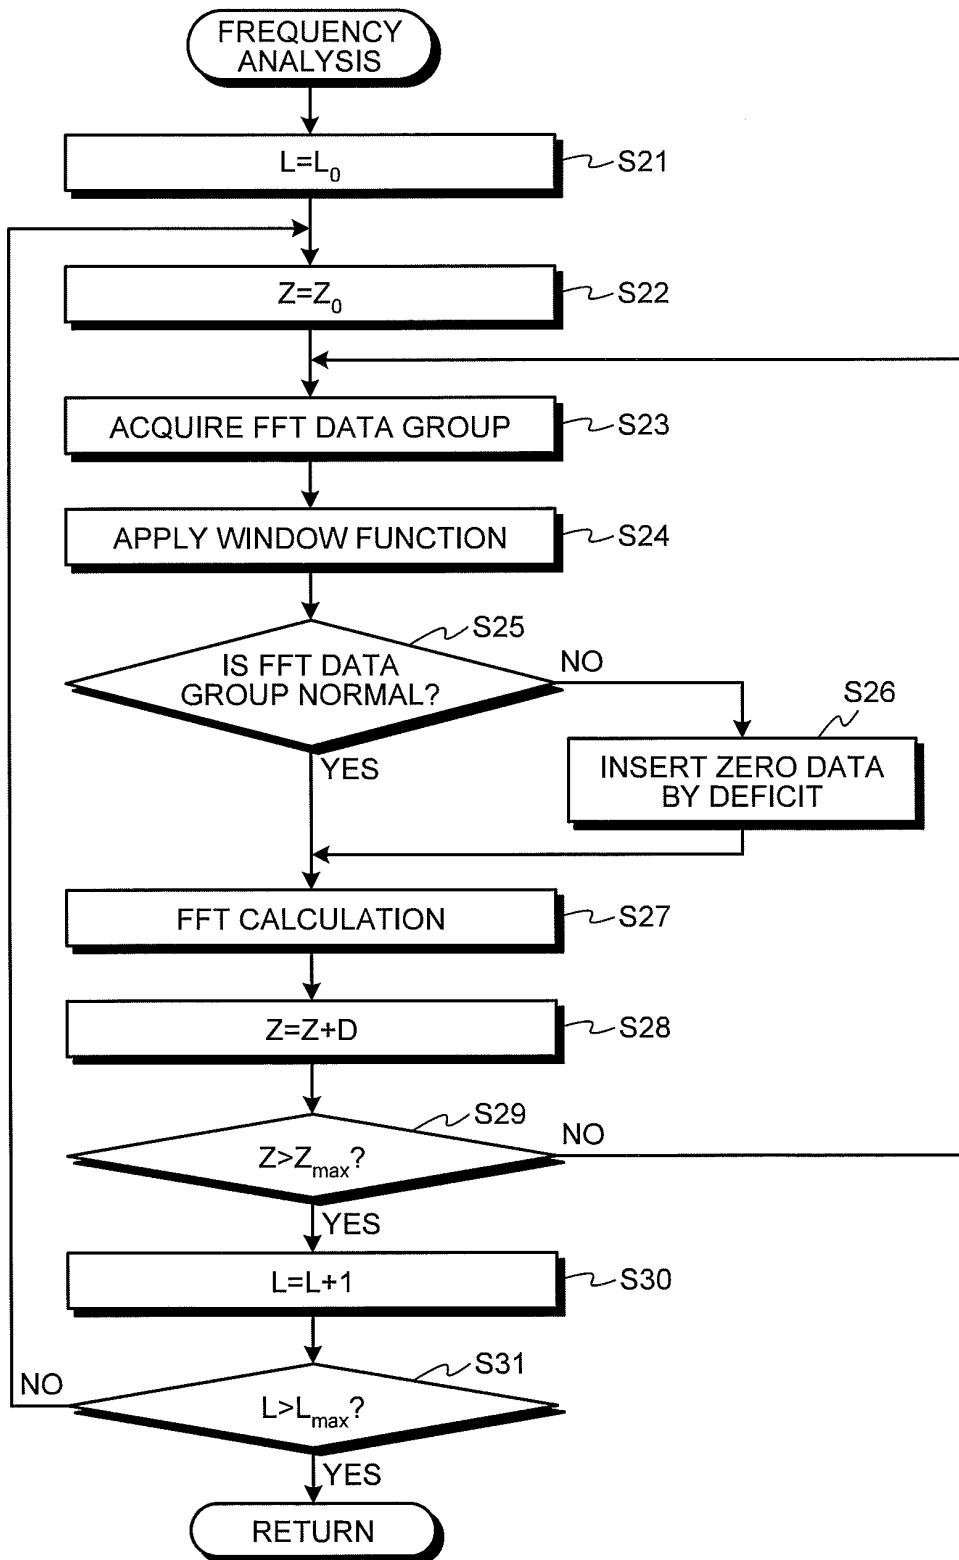 FREQUENCY
ANALYSIS
L=L0
S21
Z=Z0
S22
ACQUIRE FFT DATA GROUP
S23
APPLY WINDOW FUNCTION
S24
S25
IS FFT DATA
GROUP NORMAL?
NO
YES
S26
INSERT ZERO DATA
BY DEFICIT
FFT CALCULATION
S27
Z=Z+D
S28
S29
Z>Zmax?
NO
YES
L=L+1
S30
S31
NO
L>Lmax?
YES
RETURN